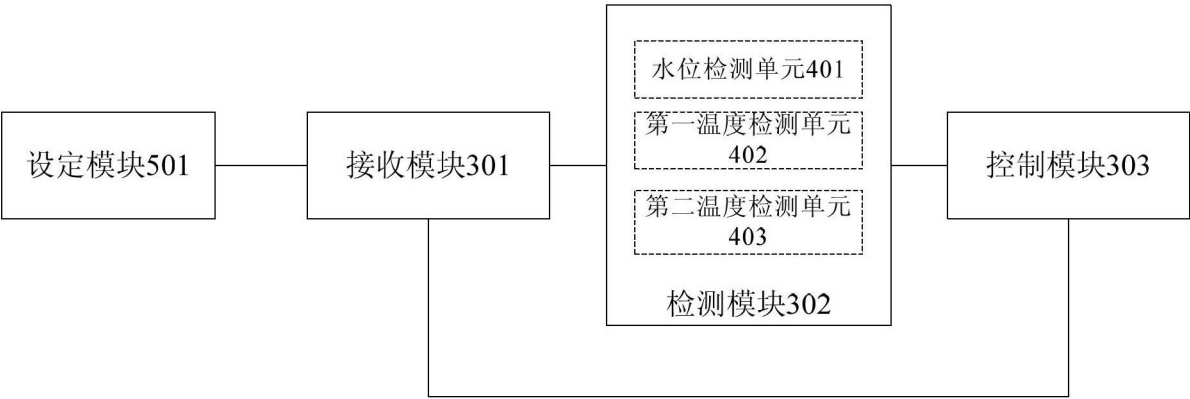 设定模块501
接收模块301
水位检测单元401
第一温度检测单元
402
第二温度检测单元
403
检测模块302
控制模块303